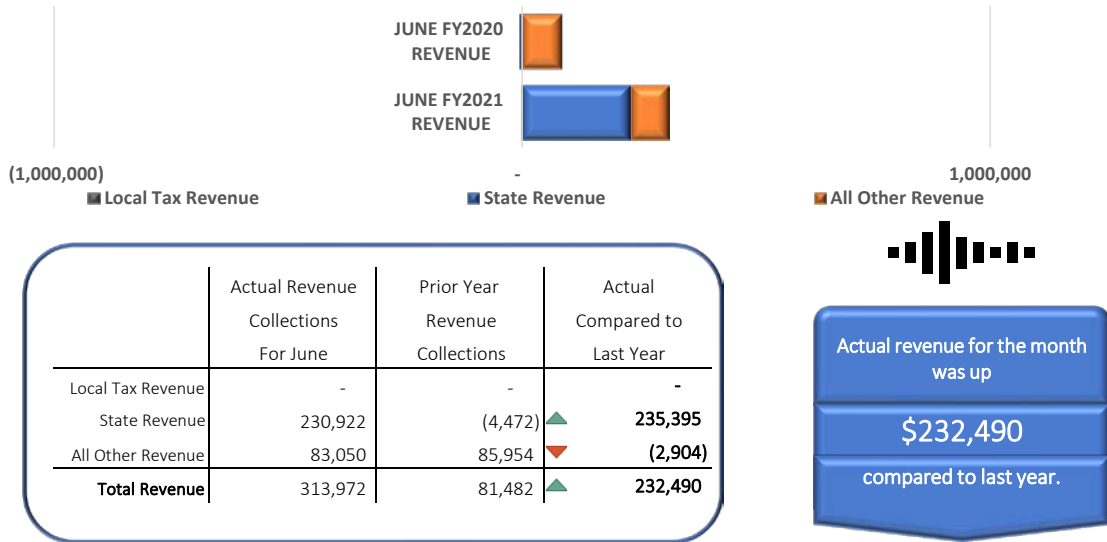 JUNE FY2020
REVENUE
JUNE FY2021
REVENUE
(1,000,000)
-
1,000,000
Local Tax Revenue
State Revenue
All Other Revenue
Actual Revenue Collections For June
Prior Year Revenue Collections
Actual Compared to Last Year
Local Tax Revenue - - -
State Revenue 230,922 (4,472) 235,395
All Other Revenue 83,050 85,954 (2,904)
Total Revenue 313,972 81,482 232,490
Actual revenue for the month
was up
$232,490
compared to last year.